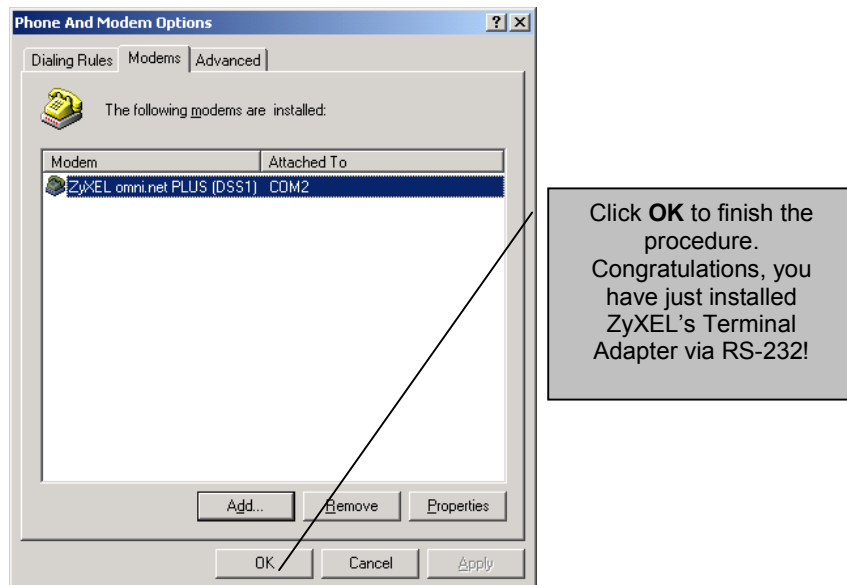 Phone And Modem Options
Dialing Rules Modems Advanced
The following modems are installed:
Modem Attached To
ZyXEL omni.net PLUS (DSS1) COM2
Add... Remove Properties
OK Cancel Apply
Click OK to finish the
procedure.
Congratulations, you
have just installed
ZyXEL's Terminal
Adapter via RS-232!